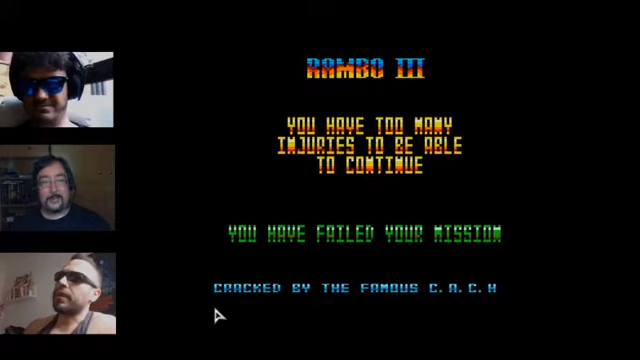 RAMBO III
YOU HAVE TOO MANY
INJURIES TO BE ABLE
TO CONTINUE
YOU HAVE FAILED YOUR MISSION
CRACKED BY THE FAMOUS C.A.C.H